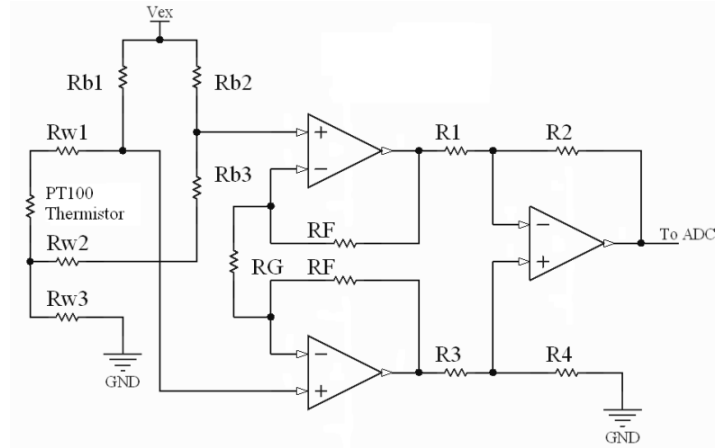 Vex
Rb1
Rb2
Rw1
Rb3
PT100
Thermistor
Rw2
Rw3
GND
R1
R2
RF
RG
RF
To ADC
R3
R4
GND